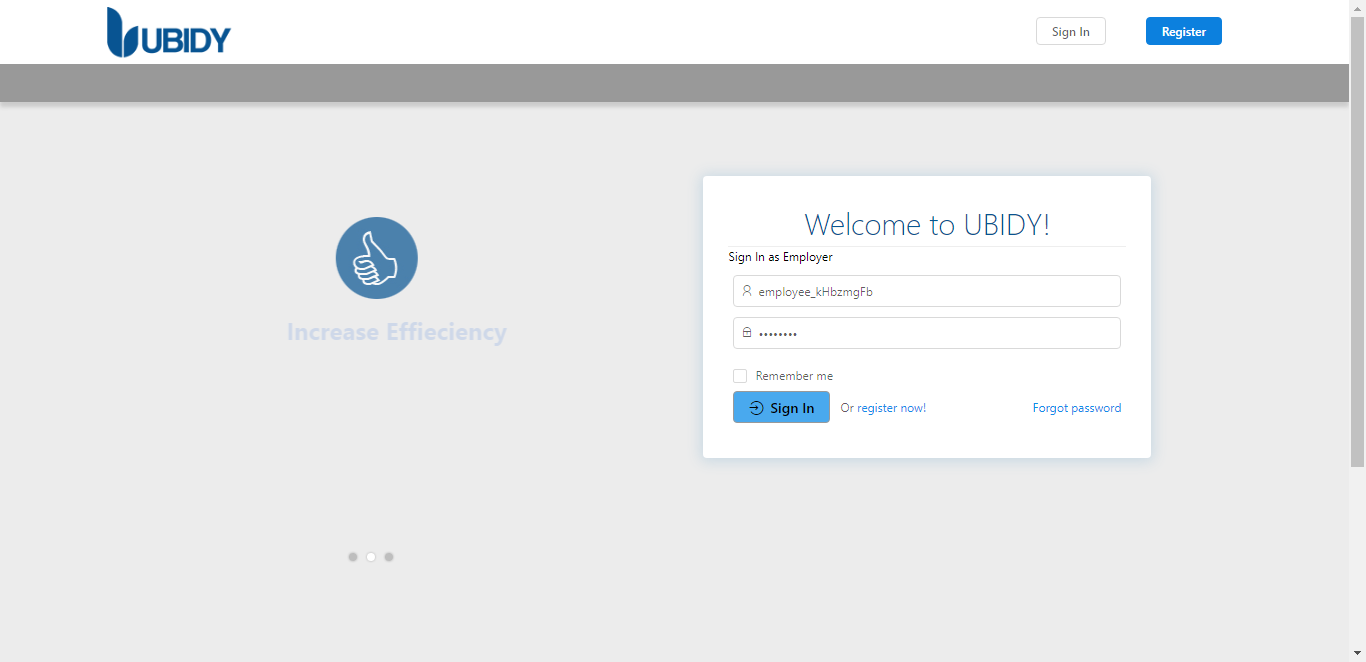 UBIDY
Sign In
Register
Welcome to UBIDY!
Sign In as Employer
employee_kHbzmgFb
••••••••
Remember me
Sign In Or register now! Forgot password
Increase Effieciency